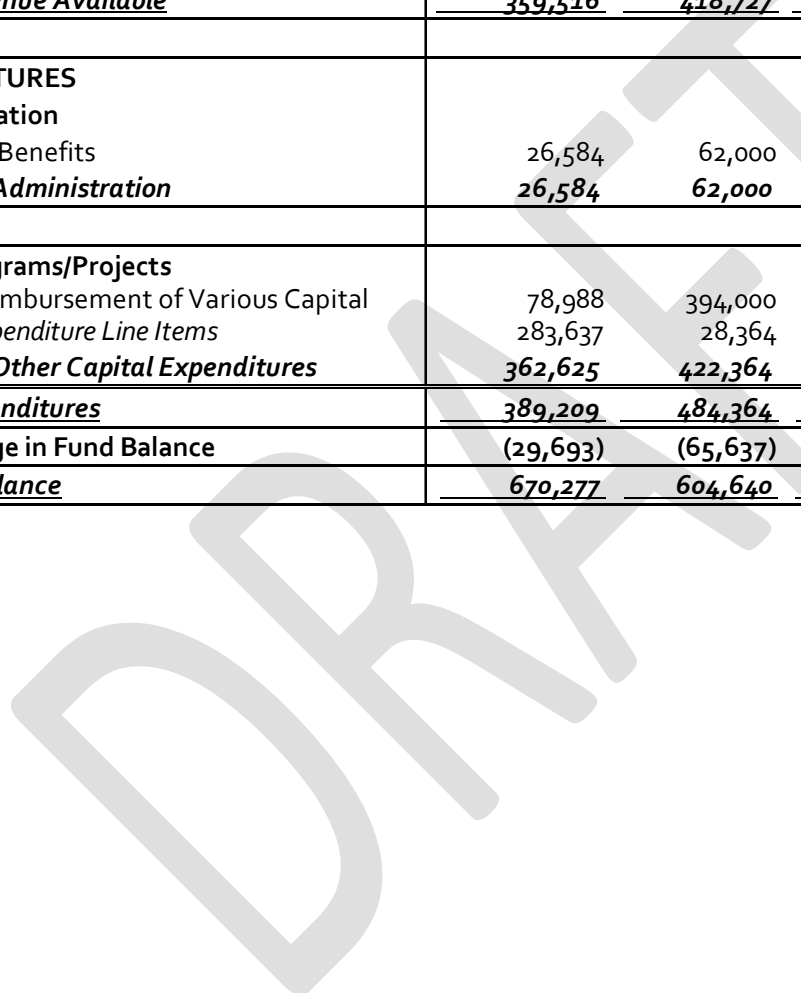 nue Available 359,516 418,727
TURES
ation
Benefits 26,584 62,000
Administration 26,584 62,000
grams/Projects
mbursement of Various Capital 78,988 394,000
penditure Line Items 283,637 28,364
Other Capital Expenditures 362,625 422,364
nditures 389,209 484,364
ge in Fund Balance (29,693) (65,637)
lance 670,277 604,640
DRAFT